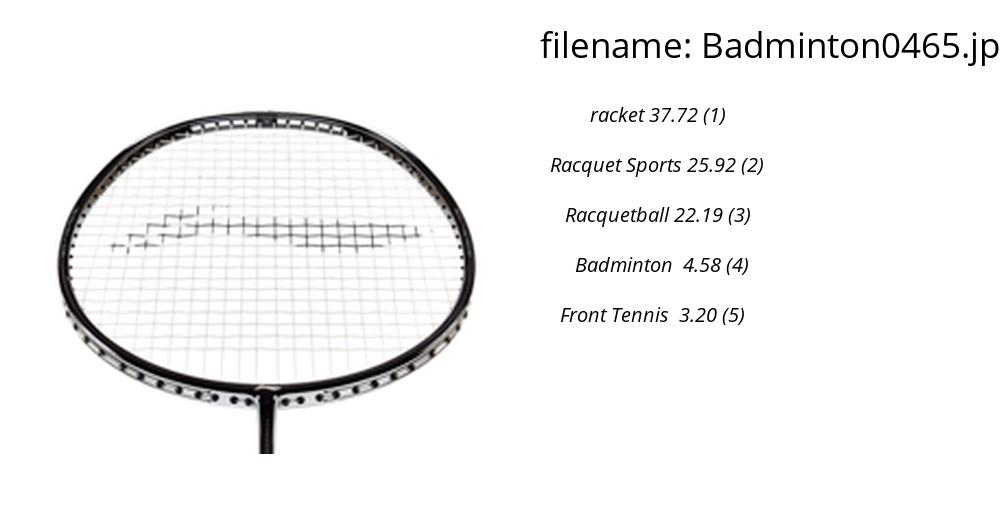 filename: Badminton0465.jp
racket 37.72 (1)
Racquet Sports 25.92 (2)
Racquetball 22.19 (3)
Badminton 4.58 (4)
Front Tennis 3.20 (5)